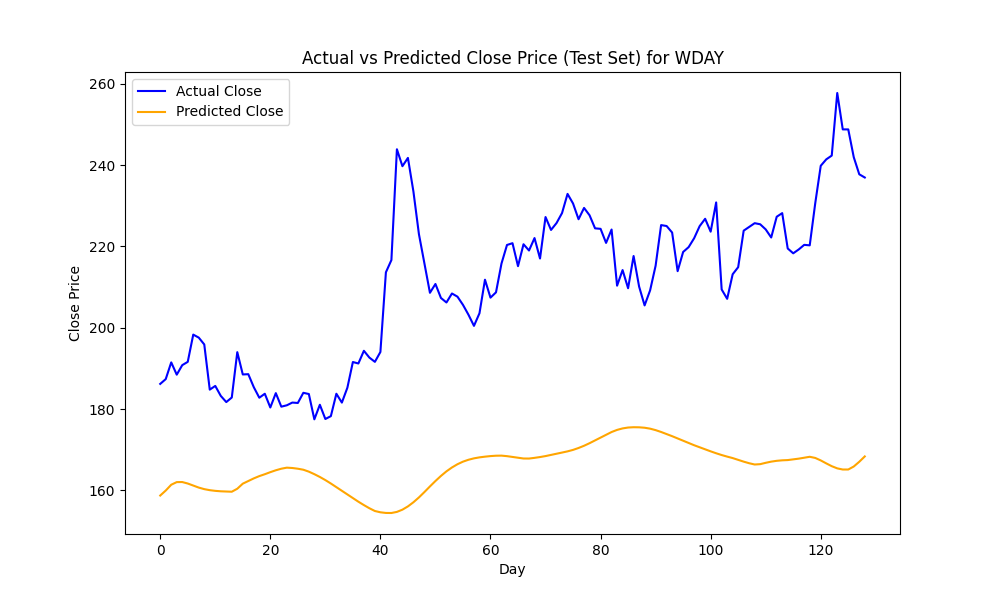 Actual vs Predicted Close Price (Test Set) for WDAY
Actual Close
Predicted Close
Close Price
260
240
220
200
180
160
0 20 40 60 80 100 120
Day